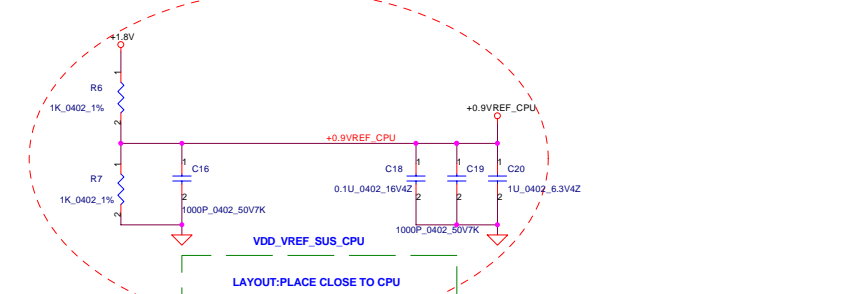 +1.8V
1
R6
1K_0402_1%
2
+0.9VREF_CPU
+0.9VREF_CPU
1
R7
1K_0402_1%
2
1
C16
2
1000P_0402_50V7K
1
C18
2
0.1U_0402_16V4Z
1
C19
2
1000P_0402_50V7K
1
C20
2
1U_0402_6.3V4Z
VDD_VREF_SUS_CPU
LAYOUT:PLACE CLOSE TO CPU